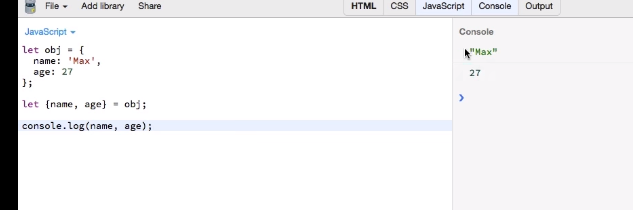 File ▾ Add library Share HTML CSS JavaScript Console Output
JavaScript ▾
Console
let obj = {
name: 'Max',
age: 27
};
let {name, age} = obj;
console.log(name, age);
"Max"
27
❯